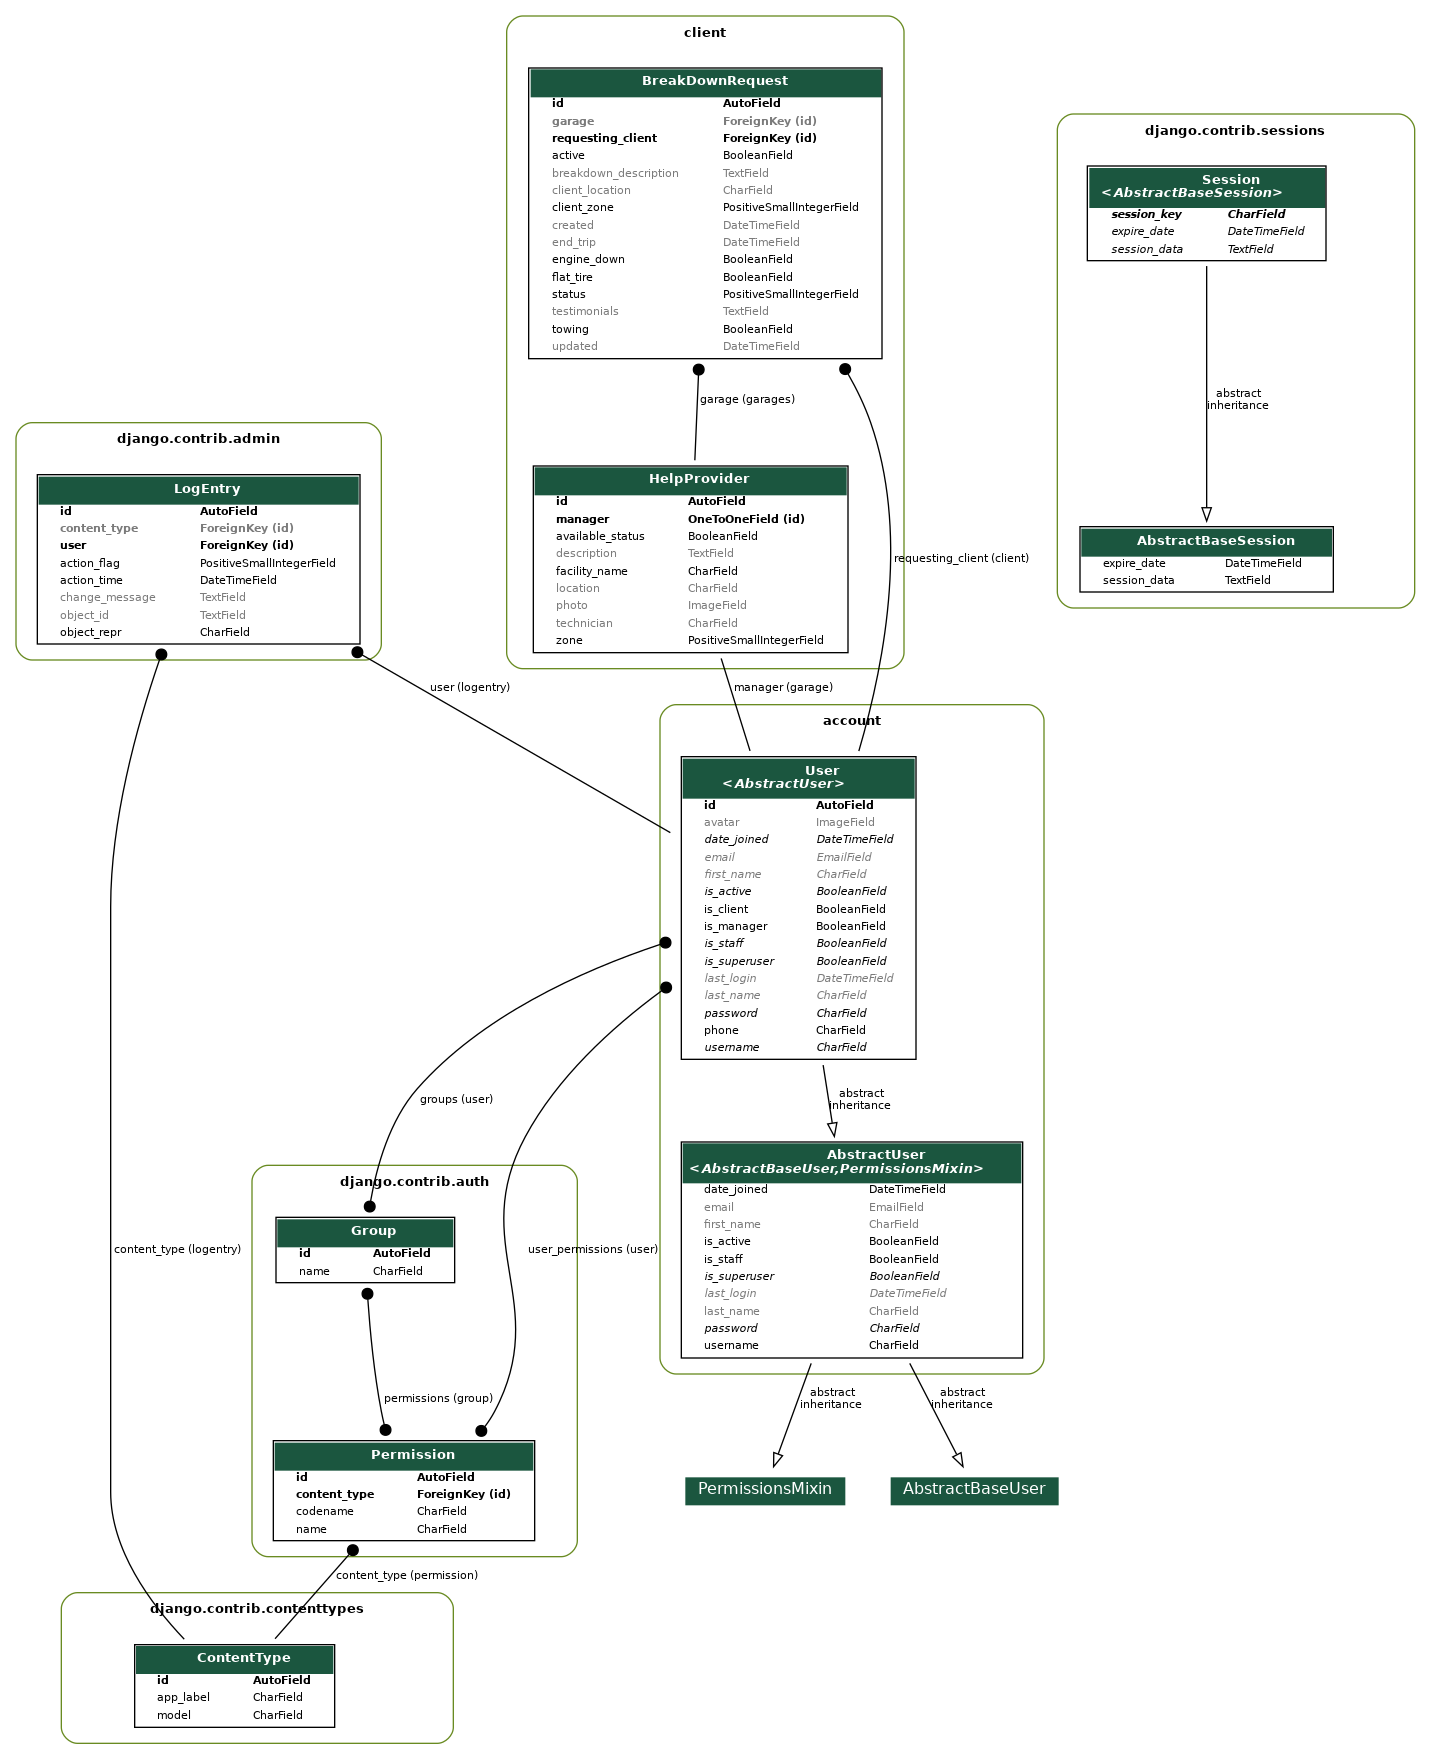 client
BreakDownRequest
id AutoField
garage ForeignKey (id)
requesting_client ForeignKey (id)
active BooleanField
breakdown_description TextField
client_location CharField
client_zone PositiveSmallIntegerField
created DateTimeField
end_trip DateTimeField
engine_down BooleanField
flat_tire BooleanField
status PositiveSmallIntegerField
testimonials TextField
towing BooleanField
updated DateTimeField
garage (garages)
HelpProvider
id AutoField
manager OneToOneField (id)
available_status BooleanField
description TextField
facility_name CharField
location CharField
photo ImageField
technician CharField
zone PositiveSmallIntegerField
requesting_client (client)
manager (garage)
django.contrib.sessions
Session
<AbstractBaseSession>
session_key CharField
expire_date DateTimeField
session_data TextField
abstract
inheritance
AbstractBaseSession
expire_date DateTimeField
session_data TextField
django.contrib.admin
LogEntry
id AutoField
content_type ForeignKey (id)
user ForeignKey (id)
action_flag PositiveSmallIntegerField
action_time DateTimeField
change_message TextField
object_id TextField
object_repr CharField
user (logentry)
account
User
<AbstractUser>
id AutoField
avatar ImageField
date_joined DateTimeField
email EmailField
first_name CharField
is_active BooleanField
is_client BooleanField
is_manager BooleanField
is_staff BooleanField
is_superuser BooleanField
last_login DateTimeField
last_name CharField
password CharField
phone CharField
username CharField
abstract
inheritance
AbstractUser
<AbstractBaseUser,PermissionsMixin>
date_joined DateTimeField
email EmailField
first_name CharField
is_active BooleanField
is_staff BooleanField
is_superuser BooleanField
last_login DateTimeField
last_name CharField
password CharField
username CharField
abstract
inheritance
abstract
inheritance
PermissionsMixin
AbstractBaseUser
groups (user)
user_permissions (user)
content_type (logentry)
django.contrib.auth
Group
id AutoField
name CharField
permissions (group)
Permission
id AutoField
content_type ForeignKey (id)
codename CharField
name CharField
content_type (permission)
django.contrib.contenttypes
ContentType
id AutoField
app_label CharField
model CharField